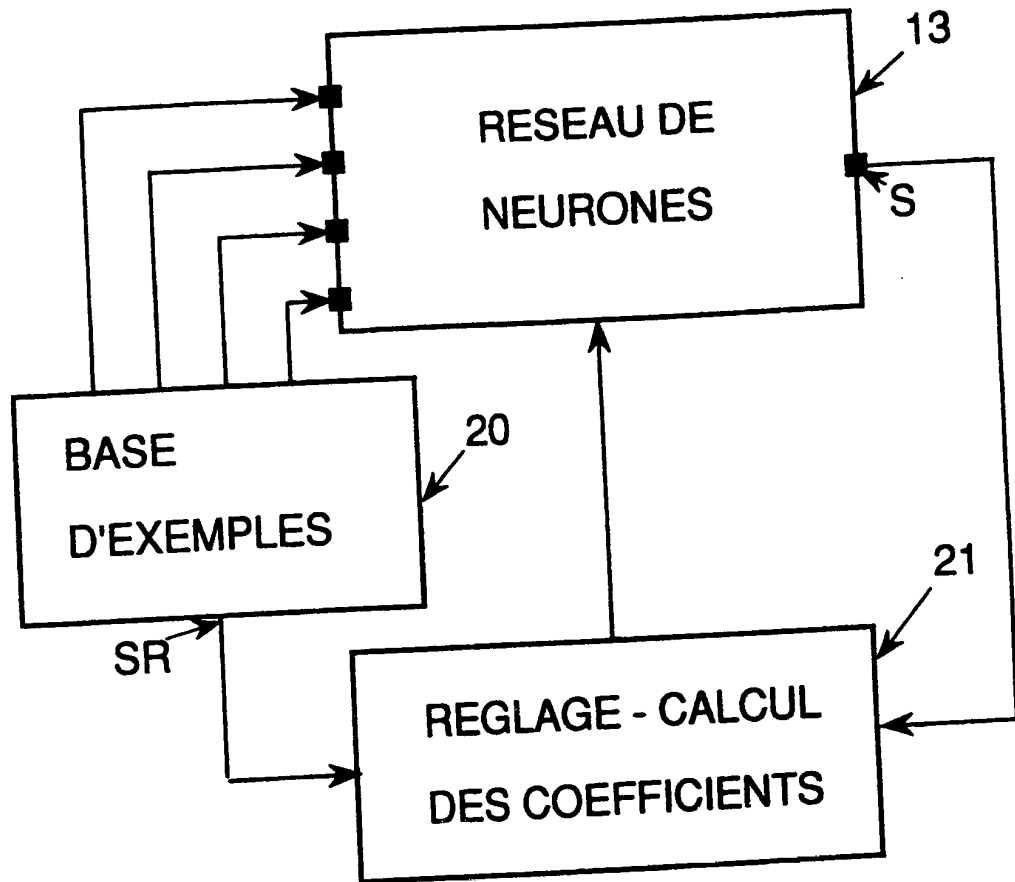 13
RESEAU DE
NEURONES
S
BASE
D'EXEMPLES
20
SR
21
REGLAGE - CALCUL
DES COEFFICIENTS